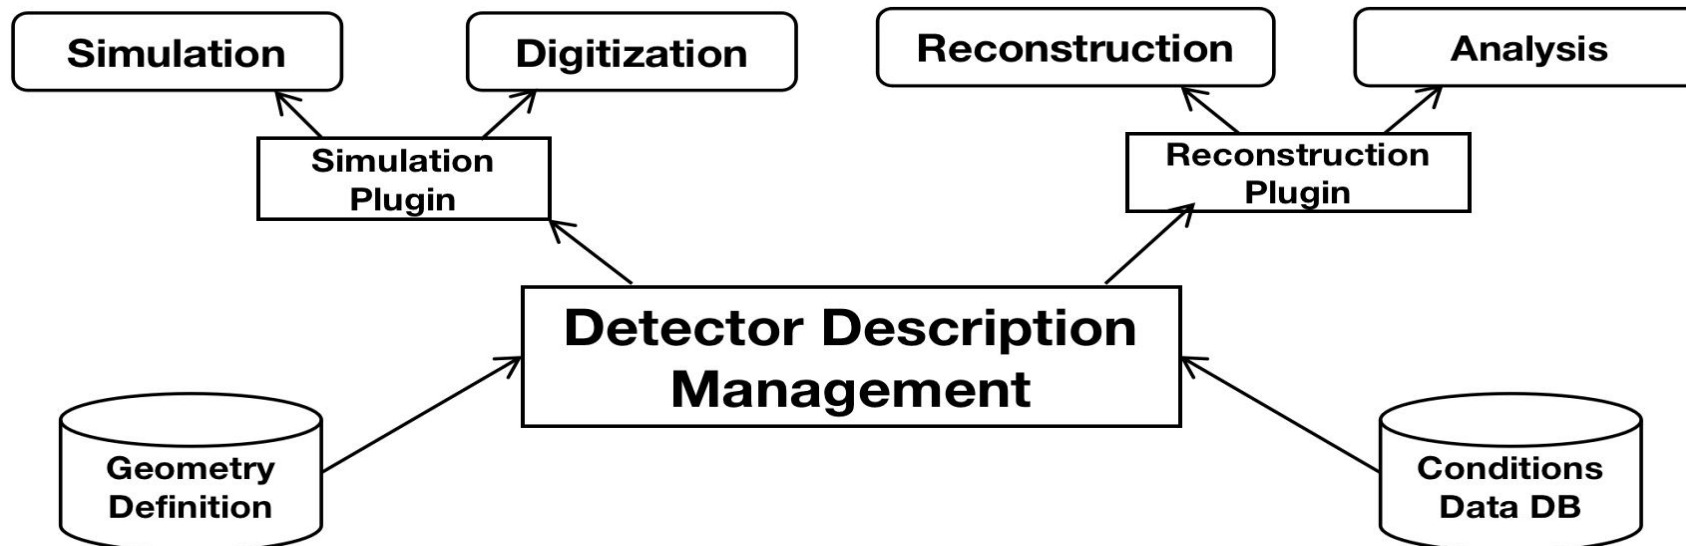 Simulation
Digitization
Reconstruction
Analysis
Simulation
Plugin
Reconstruction
Plugin
Detector Description
Management
Geometry
Definition
Conditions
Data DB